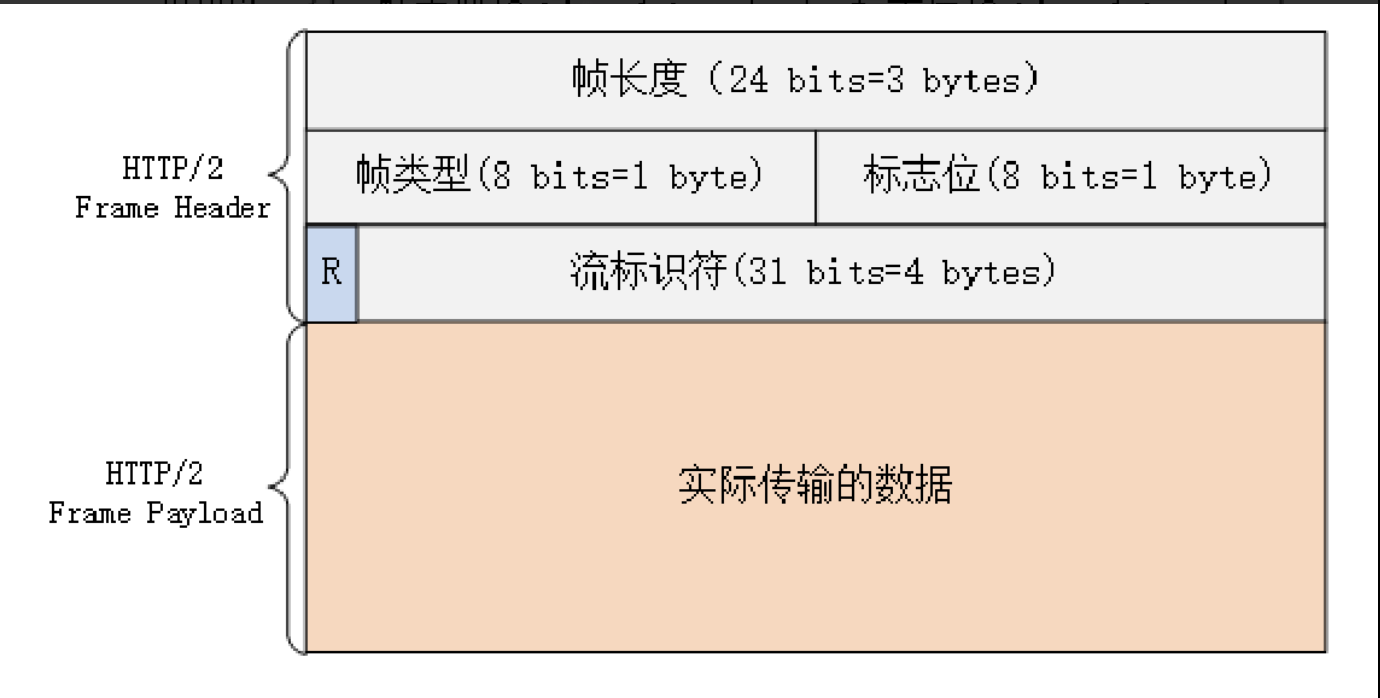 帧长度（24 bits=3 bytes）
HTTP/2
Frame Header
帧类型(8 bits=1 byte)
标志位(8 bits=1 byte)
R
流标识符(31 bits=4 bytes)
HTTP/2
Frame Payload
实际传输的数据